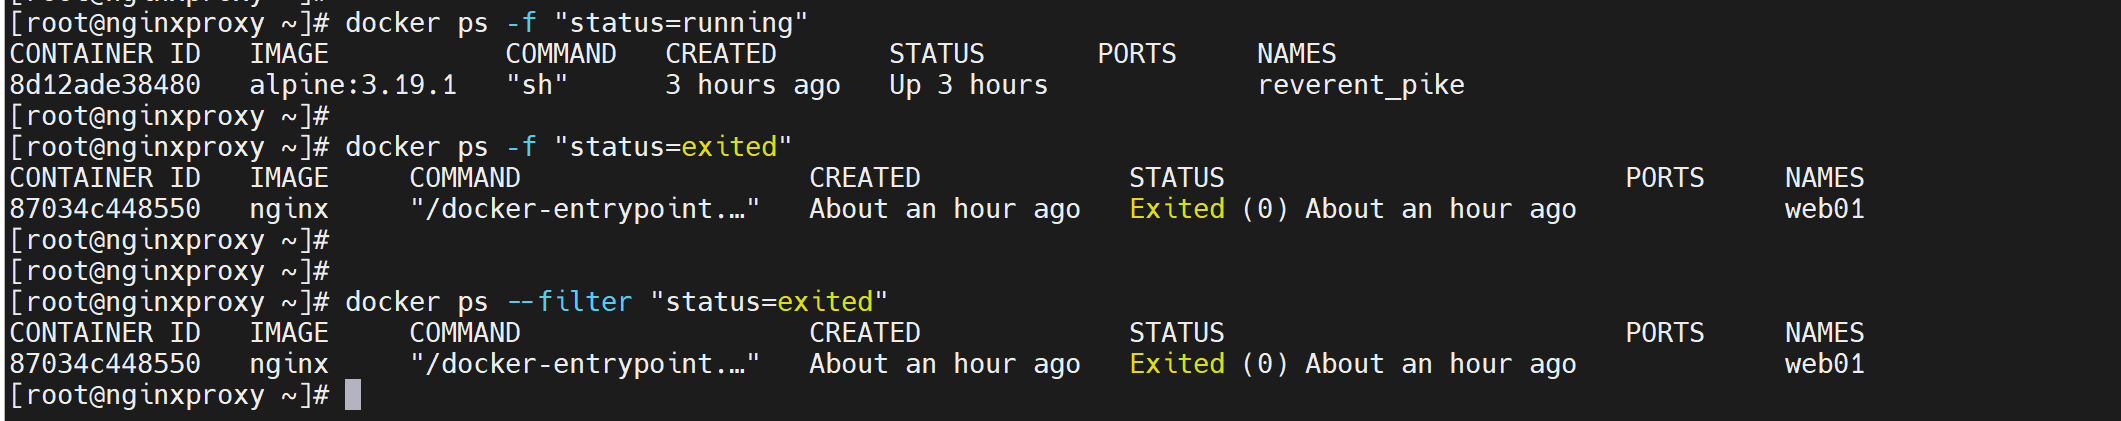 [root@nginxproxy ~]# docker ps -f "status=running"
CONTAINER ID   IMAGE           COMMAND   CREATED       STATUS       PORTS     NAMES
8d12ade38480   alpine:3.19.1   "sh"      3 hours ago   Up 3 hours             reverent_pike
[root@nginxproxy ~]#
[root@nginxproxy ~]# docker ps -f "status=exited"
CONTAINER ID   IMAGE     COMMAND                  CREATED             STATUS                         PORTS     NAMES
87034c448550   nginx     "/docker-entrypoint.…"   About an hour ago   Exited (0) About an hour ago             web01
[root@nginxproxy ~]#
[root@nginxproxy ~]#
[root@nginxproxy ~]# docker ps --filter "status=exited"
CONTAINER ID   IMAGE     COMMAND                  CREATED             STATUS                         PORTS     NAMES
87034c448550   nginx     "/docker-entrypoint.…"   About an hour ago   Exited (0) About an hour ago             web01
[root@nginxproxy ~]#